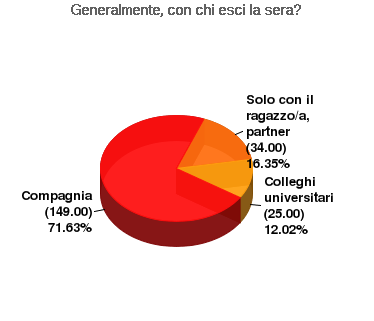 Generalmente, con chi esci la sera?
Solo con il
ragazzo/a,
partner
(34.00)
16.35%
Colleghi
universitari
(25.00)
12.02%
Compagnia
(149.00)
71.63%